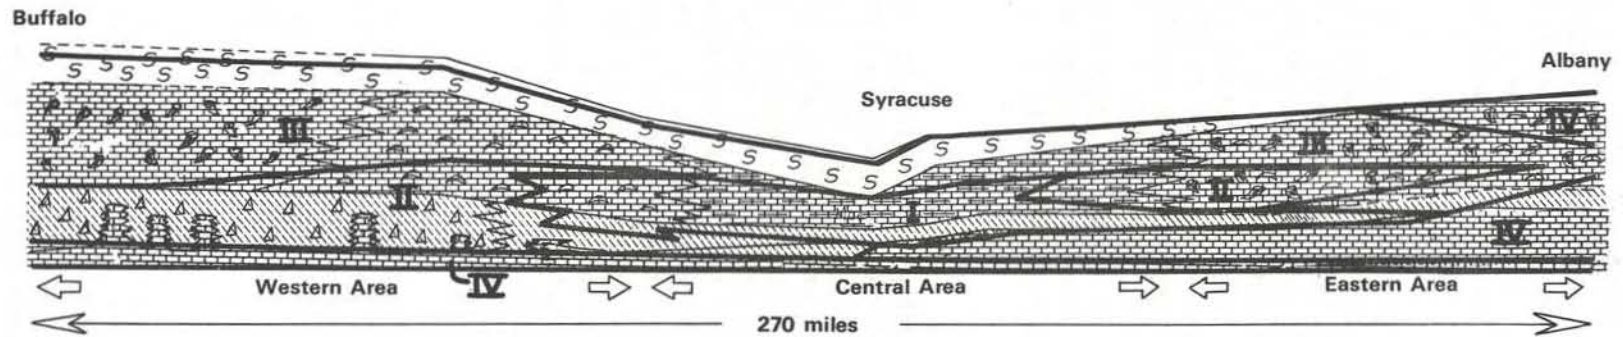 Buffalo
Albany
Syracuse
III
III
IV
II
II
I
IV
Western Area
IV
Central Area
Eastern Area
270 miles